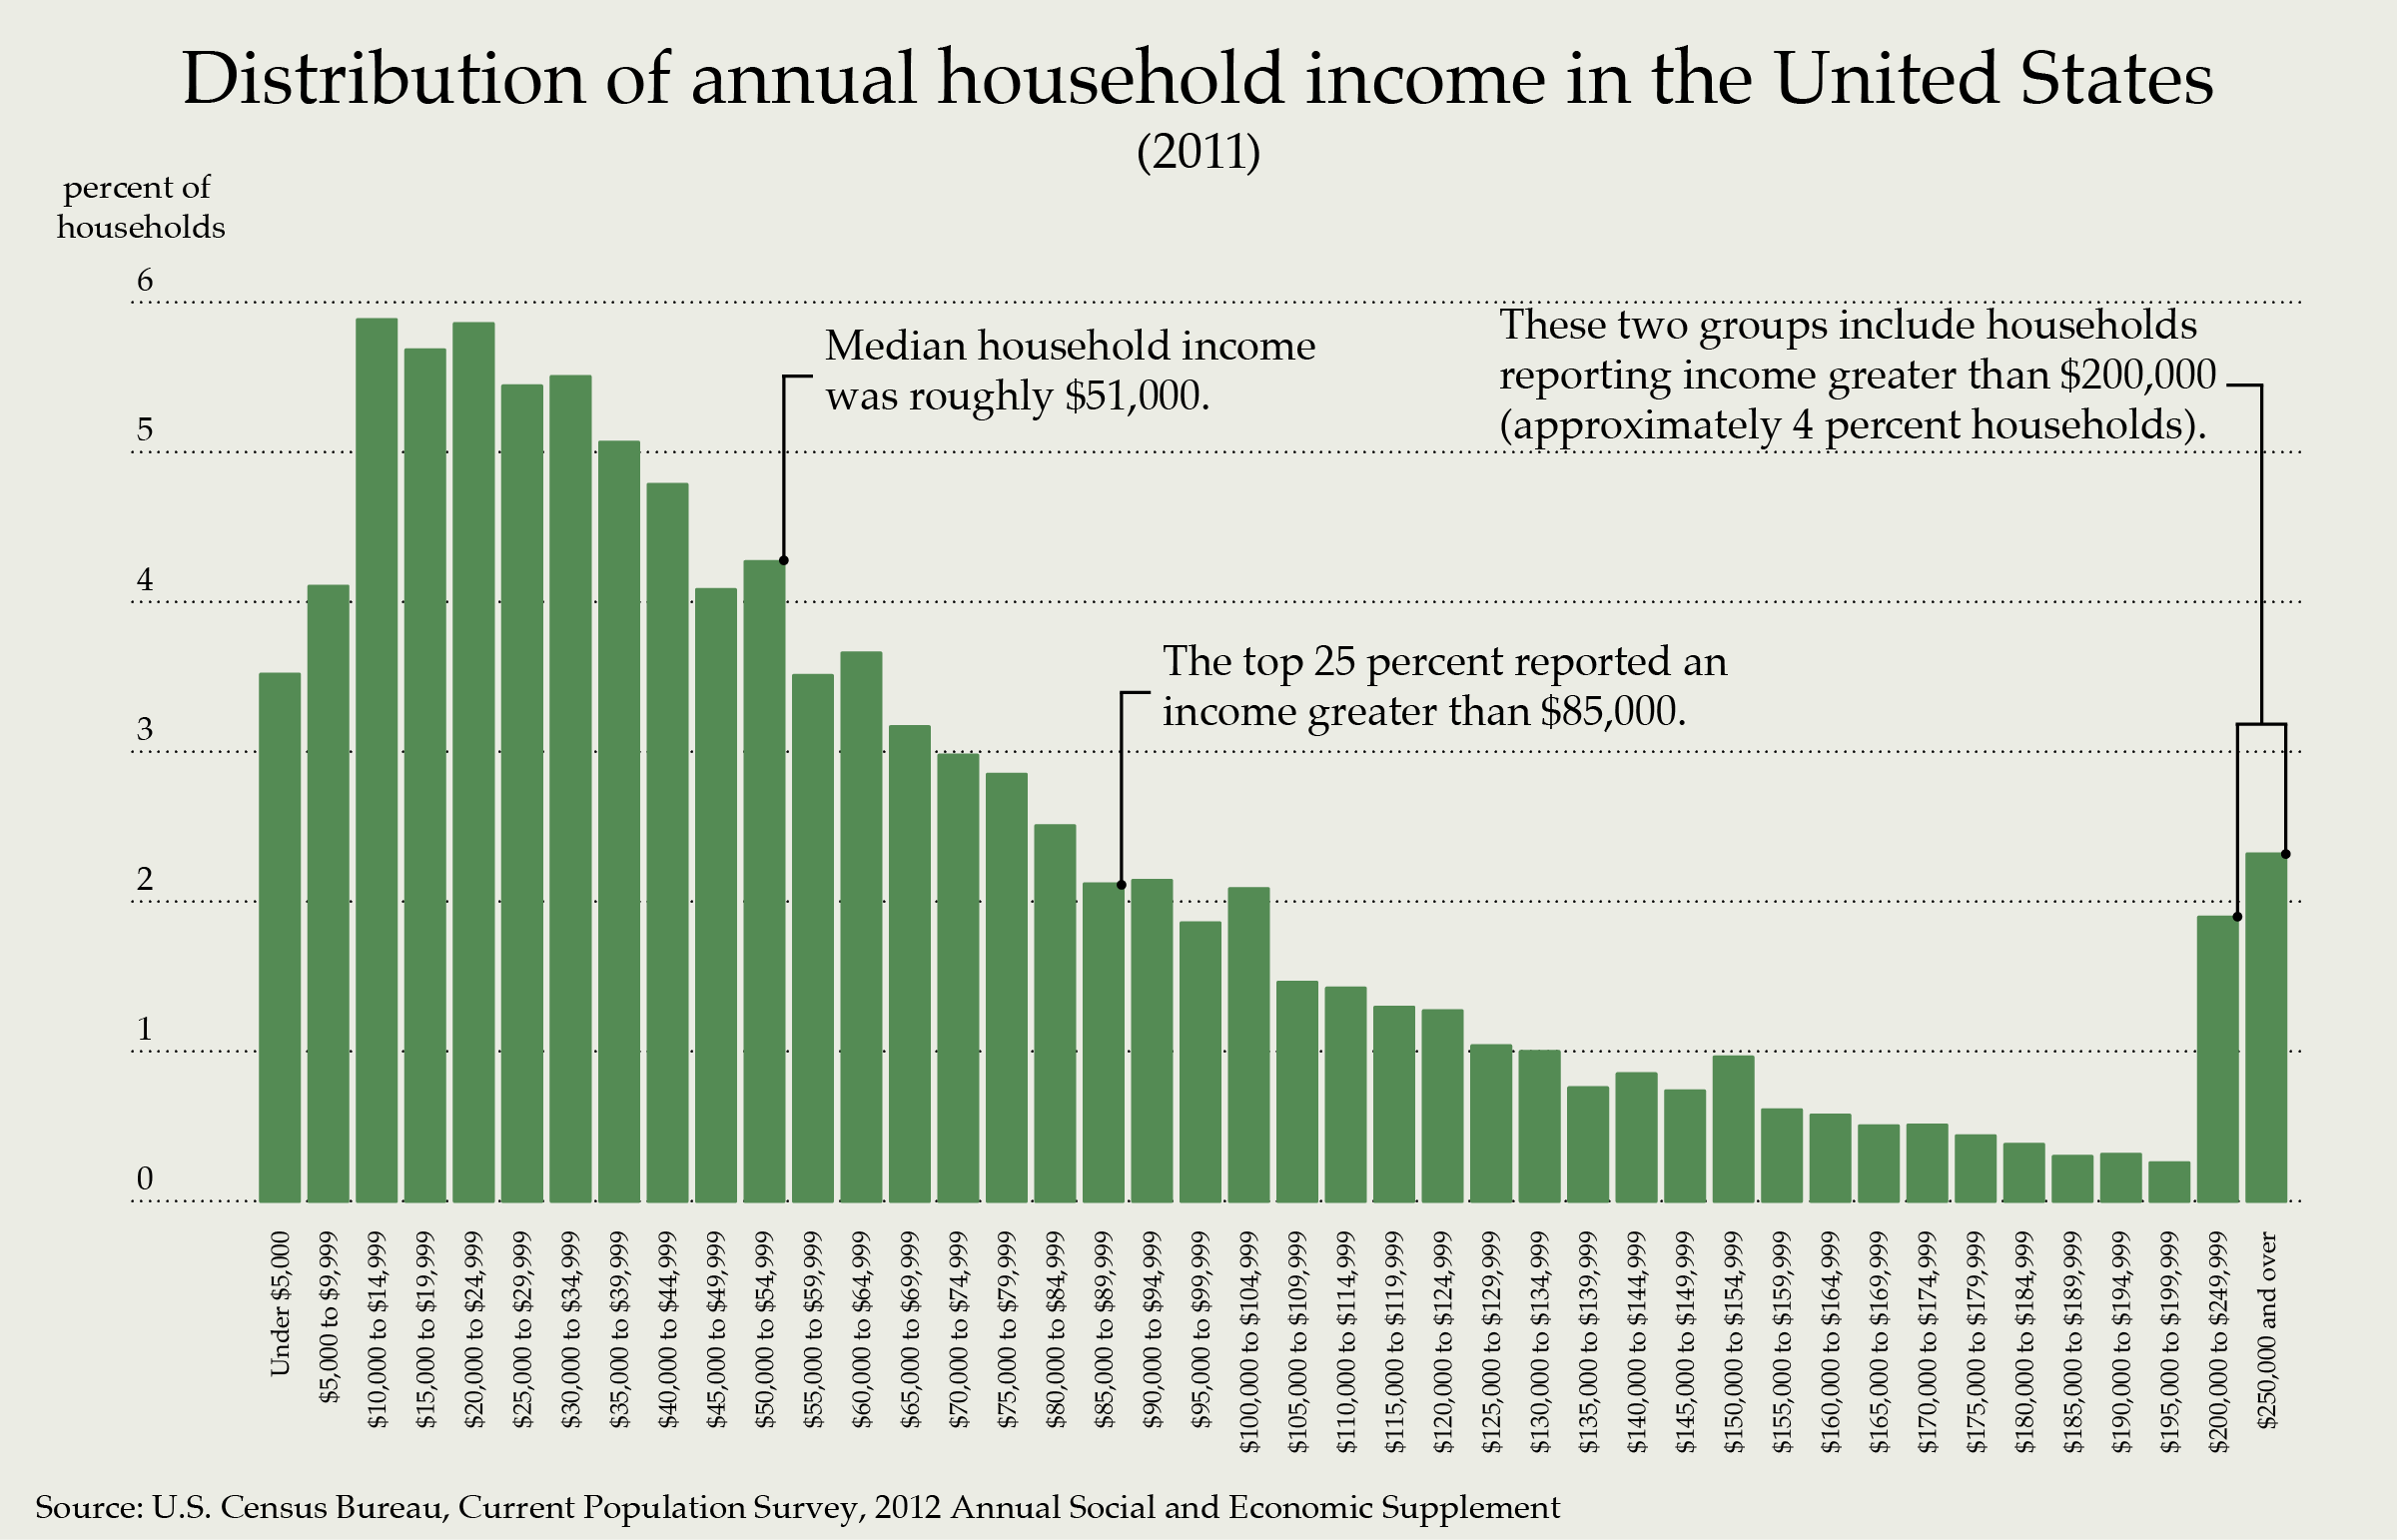 Distribution of annual household income in the United States
(2011)
percent of
households
6
5
4
3
2
1
0
Median household income
was roughly $51,000.
The top 25 percent reported an
income greater than $85,000.
These two groups include households
reporting income greater than $200,000
(approximately 4 percent households).
Under $5,000
$5,000 to $9,999
$10,000 to $14,999
$15,000 to $19,999
$20,000 to $24,999
$25,000 to $29,999
$30,000 to $34,999
$35,000 to $39,999
$40,000 to $44,999
$45,000 to $49,999
$50,000 to $54,999
$55,000 to $59,999
$60,000 to $64,999
$65,000 to $69,999
$70,000 to $74,999
$75,000 to $79,999
$80,000 to $84,999
$85,000 to $89,999
$90,000 to $94,999
$95,000 to $99,999
$100,000 to $104,999
$105,000 to $109,999
$110,000 to $114,999
$115,000 to $119,999
$120,000 to $124,999
$125,000 to $129,999
$130,000 to $134,999
$135,000 to $139,999
$140,000 to $144,999
$145,000 to $149,999
$150,000 to $154,999
$155,000 to $159,999
$160,000 to $164,999
$165,000 to $169,999
$170,000 to $174,999
$175,000 to $179,999
$180,000 to $184,999
$185,000 to $189,999
$190,000 to $194,999
$195,000 to $199,999
$200,000 to $249,999
$250,000 and over
Source: U.S. Census Bureau, Current Population Survey, 2012 Annual Social and Economic Supplement